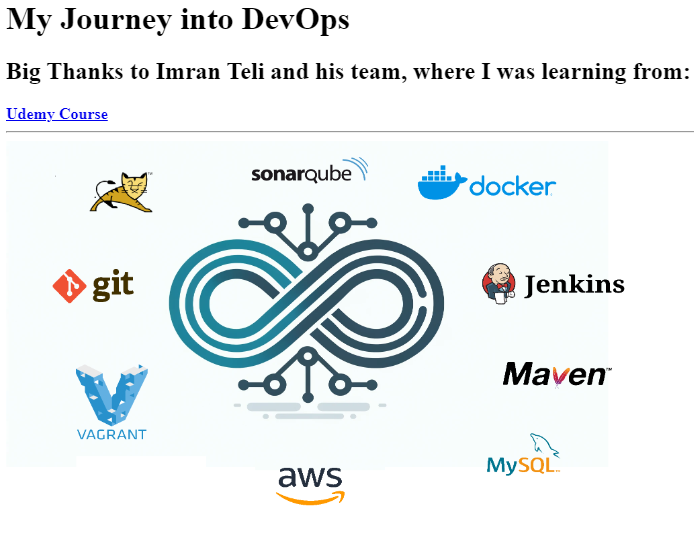 My Journey into DevOps
Big Thanks to Imran Teli and his team, where I was learning from:
Udemy Course
sonarqube
docker
git
Jenkins
Maven™
VAGRANT
MySQL
aws